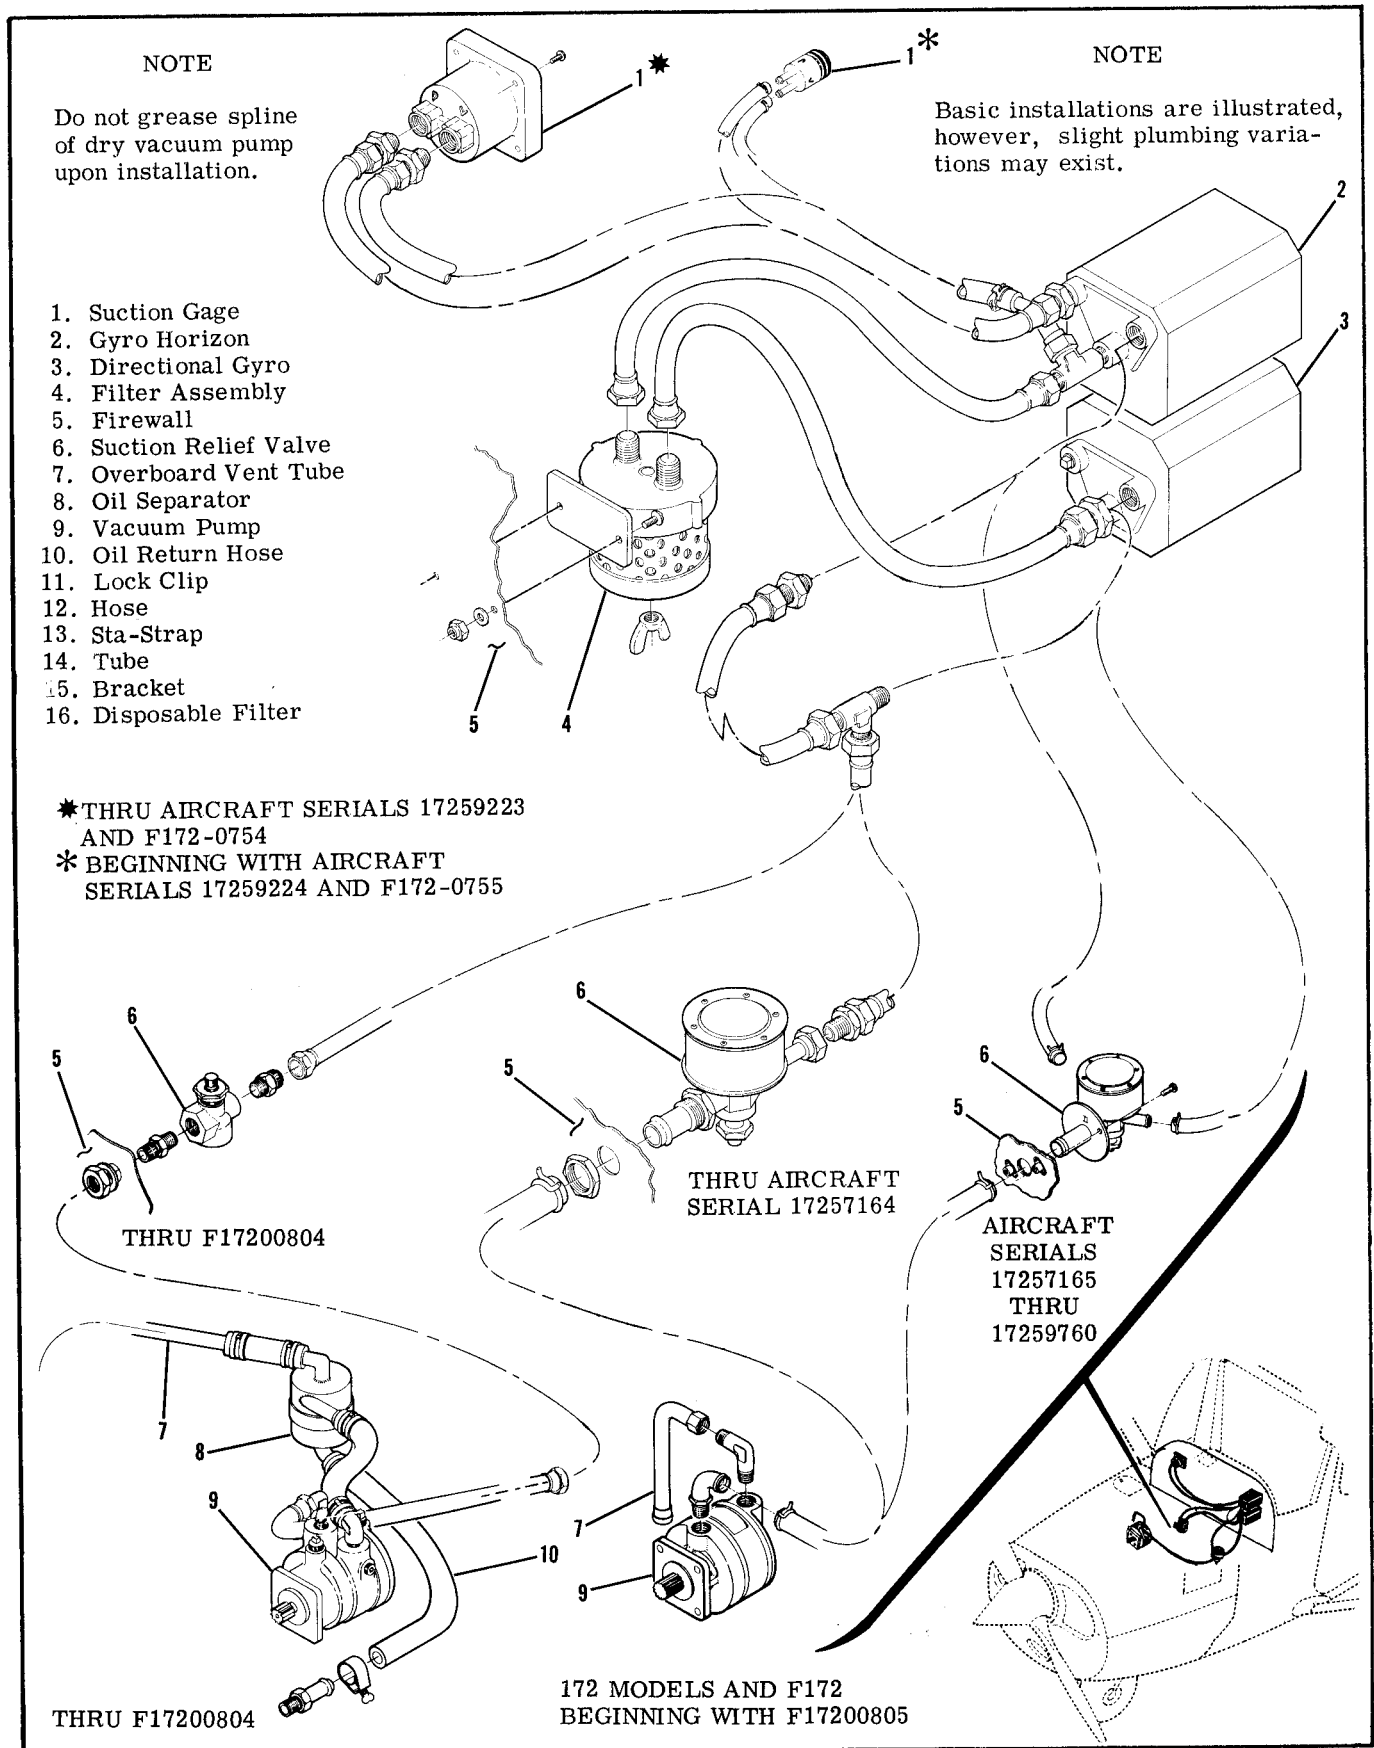 NOTE
Do not grease spline
of dry vacuum pump
upon installation.
1✷
1*
NOTE
Basic installations are illustrated,
however, slight plumbing varia-
tions may exist.
2
3
1. Suction Gage
2. Gyro Horizon
3. Directional Gyro
4. Filter Assembly
5. Firewall
6. Suction Relief Valve
7. Overboard Vent Tube
8. Oil Separator
9. Vacuum Pump
10. Oil Return Hose
11. Lock Clip
12. Hose
13. Sta-Strap
14. Tube
15. Bracket
16. Disposable Filter
5
4
✷THRU AIRCRAFT SERIALS 17259223
AND F172-0754
* BEGINNING WITH AIRCRAFT
SERIALS 17259224 AND F172-0755
6
5
THRU F17200804
6
5
THRU AIRCRAFT
SERIAL 17257164
6
5
AIRCRAFT
SERIALS
17257165
THRU
17259760
7
8
9
10
THRU F17200804
7
9
172 MODELS AND F172
BEGINNING WITH F17200805